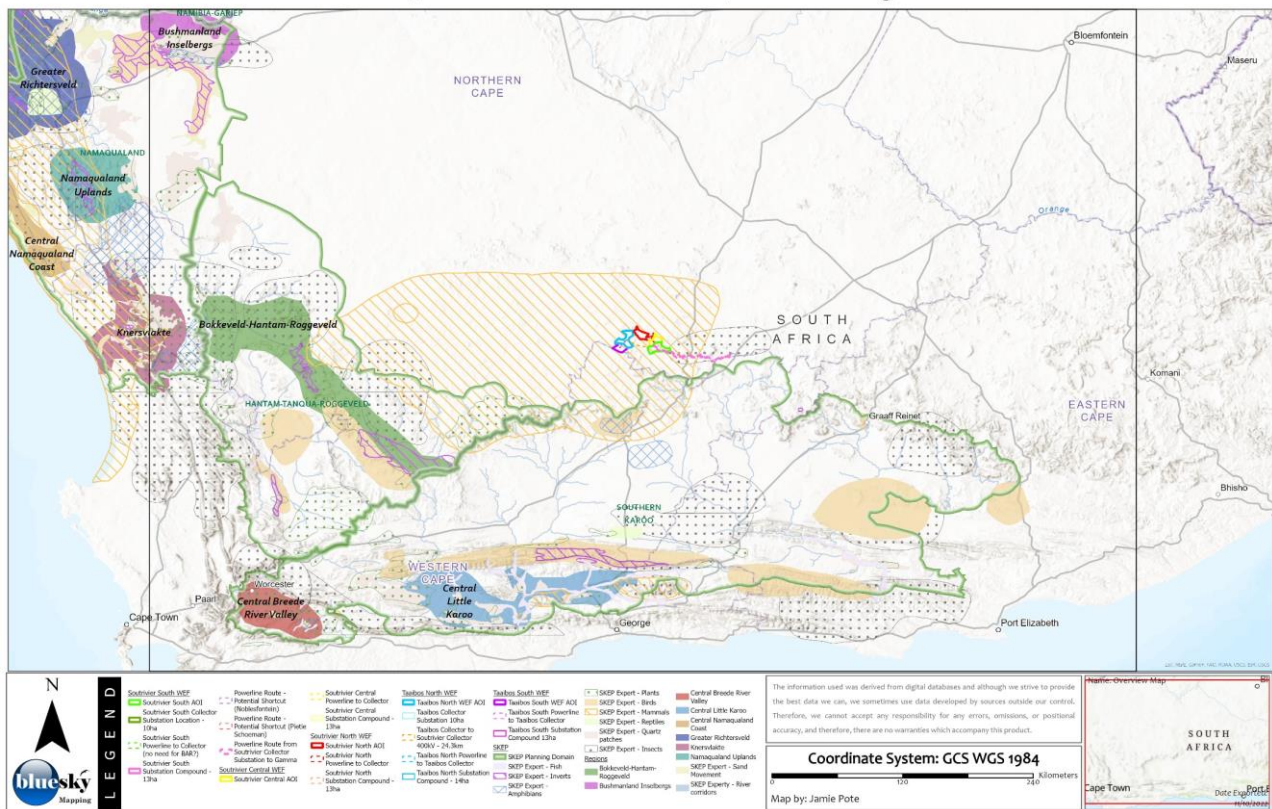 NAMIBIA-GARIEP
Bushmanland
Inselbergs
Greater
Richtersveld
NORTHERN
CAPE
Bloemfontein
Maseru
NAMAQUALAND
Namaqualand
Uplands
Orange
Central
Namaqualand
Coast
Knersvlakte
Bokkeveld-Hantam-Roggeveld
SOUTH
AFRICA
Komani
HANTAM-TANQUA-ROGGEVELD
EASTERN
CAPE
Graaff Reinet
Bhisho
SOUTHERN
KAROO
WESTERN
CAPE
Worcester
Paarl
Central Breede
River Valley
Central
Little
Karoo
Cape Town
George
Port Elizabeth
N
bluesky
Mapping
LEGEND
Soutrivier South WEF
Soutrivier South AOI
Soutrivier South Collector
Substation Location -
10ha
Soutrivier South
Powerline to Collector
(no need for BAR?)
Soutrivier South
Substation Compound -
13ha
Powerline Route -
Potential Shortcut
(Noblesfontein)
Powerline Route -
Potential Shortcut (Pietie
Schoeman)
Powerline Route from
Soutrivier Collector
Substation to Gamma
Soutrivier Central WEF
Soutrivier Central AOI
Soutrivier Central
Powerline to Collector
Soutrivier Central
Substation Compound -
13ha
Soutrivier North WEF
Soutrivier North AOI
Soutrivier North
Powerline to Collector
Soutrivier North
Substation Compound -
13ha
Taaibos North WEF
Taaibos North WEF AOI
Taaibos Collector
Substation 10ha
Taaibos Collector to
Soutrivier Collector
400kV - 24.3km
Taaibos North Powerline
to Taaibos Collector
Taaibos North Substation
Compound - 14ha
Taaibos South WEF
Taaibos South WEF AOI
Taaibos South Powerline
to Taaibos Collector
Taaibos South Substation
Compound 13ha
SKEP
SKEP Planning Domain
SKEP Expert - Fish
SKEP Expert - Inverts
SKEP Expert -
Amphibians
SKEP Expert - Plants
SKEP Expert - Birds
SKEP Expert - Mammals
SKEP Expert - Reptiles
SKEP Expert - Quartz
patches
SKEP Expert - Insects
Regions
Bokkeveld-Hantam-
Roggeveld
Bushmanland Inselbergs
Central Breede River
Valley
Central Little Karoo
Central Namaqualand
Coast
Greater Richtersveld
Knersvlakte
Namaqualand Uplands
SKEP Expert - Sand
Movement
SKEP Experty - River
corridors
The information used was derived from digital databases and although we strive to provide
the best data we can, we sometimes use data developed by sources outside our control.
Therefore, we cannot accept any responsibility for any errors, omissions, or positional
accuracy, and therefore, there are no warranties which accompany this product.
Coordinate System: GCS WGS 1984
Kilometers
0 120 240
Map by: Jamie Pote
Name: Overview Map
SOUTH
AFRICA
Cape Town
Port E
Date Exported:
11/10/2022